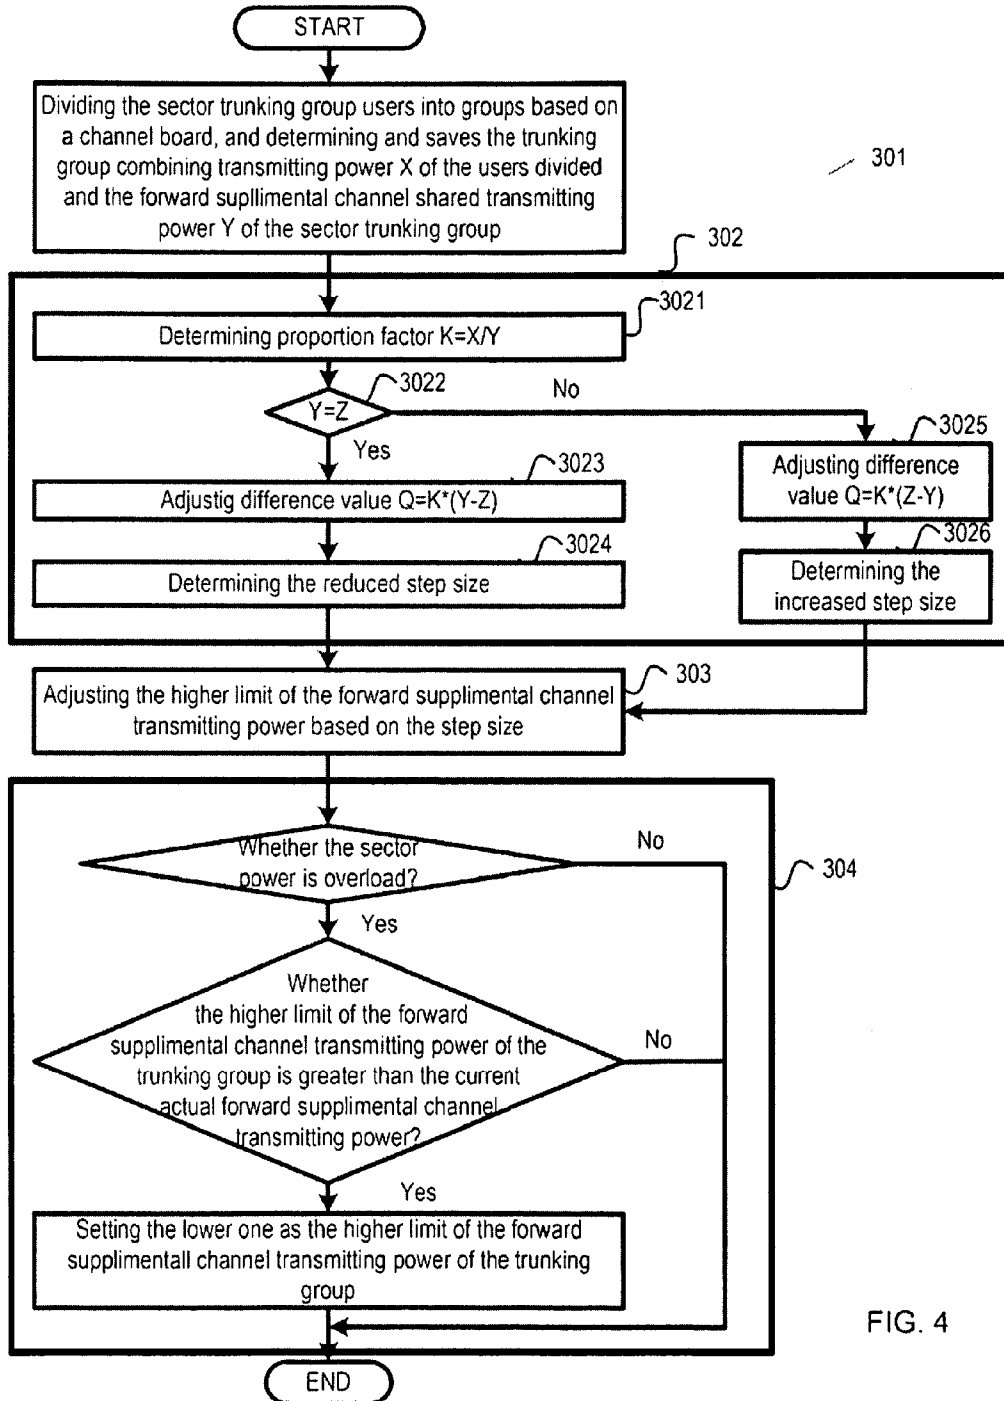 START
Dividing the sector trunking group users into groups based on
a channel board, and determining and saves the trunking
group combining transmitting power X of the users divided
and the forward supllimental channel shared transmitting
power Y of the sector trunking group
301
302
3021
Determining proportion factor K=X/Y
3022
Y=Z
No
Yes
3023
Adjustig difference value Q=K*(Y-Z)
3025
Adjusting difference
value Q=K*(Z-Y)
3024
Determining the reduced step size
3026
Determining the
increased step size
303
Adjusting the higher limit of the forward supplimental channel
transmitting power based on the step size
304
Whether the sector
power is overload?
No
Yes
Whether
the higher limit of the forward
supplimental channel transmitting power of the
trunking group is greater than the current
actual forward supplimental channel
transmitting power?
No
Yes
Setting the lower one as the higher limit of the forward
supplimentall channel transmitting power of the trunking
group
END
FIG. 4